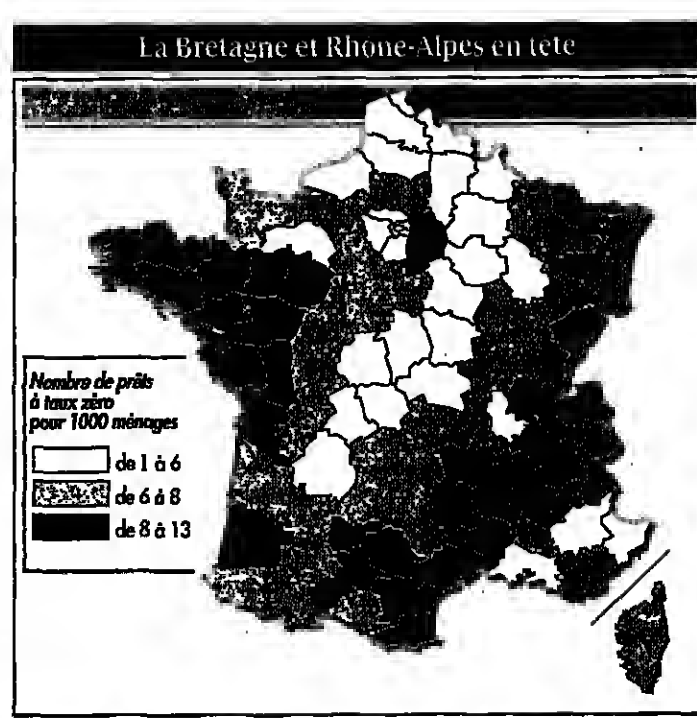 La Bretagne et Rhône-Alpes en tête
Nombre de prêts
à taux zéro
pour 1000 ménages
de 1 à 6
de 6 à 8
de 8 à 13